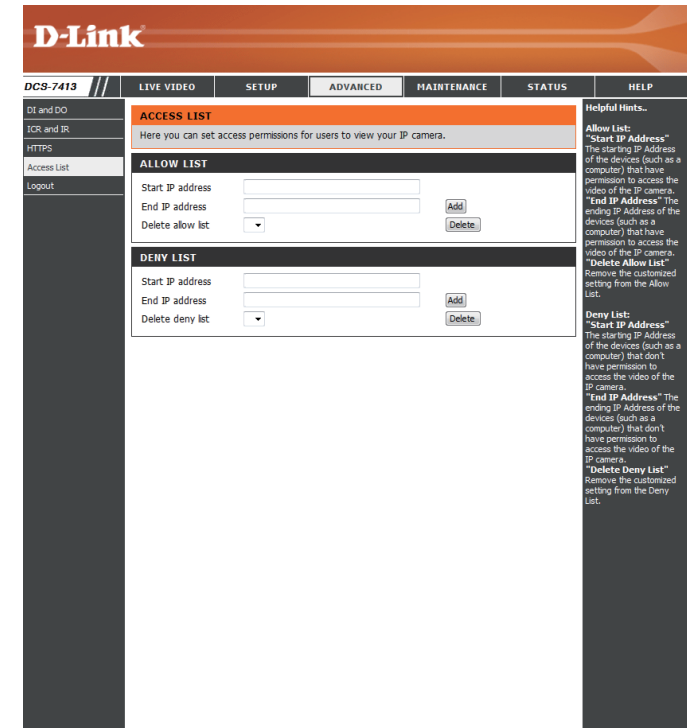 D-Link
DCS-7413 // LIVE VIDEO SETUP ADVANCED MAINTENANCE STATUS HELP
DI and DO
ICR and IR
HTTPS
Access List
Logout
ACCESS LIST
Here you can set access permissions for users to view your IP camera.
ALLOW LIST
Start IP address
End IP address Add
Delete allow list Delete
DENY LIST
Start IP address
End IP address Add
Delete deny list Delete
Helpful Hints..
Allow List:
"Start IP Address"
The starting IP Address
of the devices (such as a
computer) that have
permission to access the
video of the IP camera.
"End IP Address" The
ending IP Address of the
devices (such as a
computer) that have
permission to access the
video of the IP camera.
"Delete Allow List"
Remove the customized
setting from the Allow
List.
Deny List:
"Start IP Address"
The starting IP Address
of the devices (such as a
computer) that don't
have permission to
access the video of the
IP camera.
"End IP Address" The
ending IP Address of the
devices (such as a
computer) that don't
have permission to
access the video of the
IP camera.
"Delete Deny List"
Remove the customized
setting from the Deny
List.